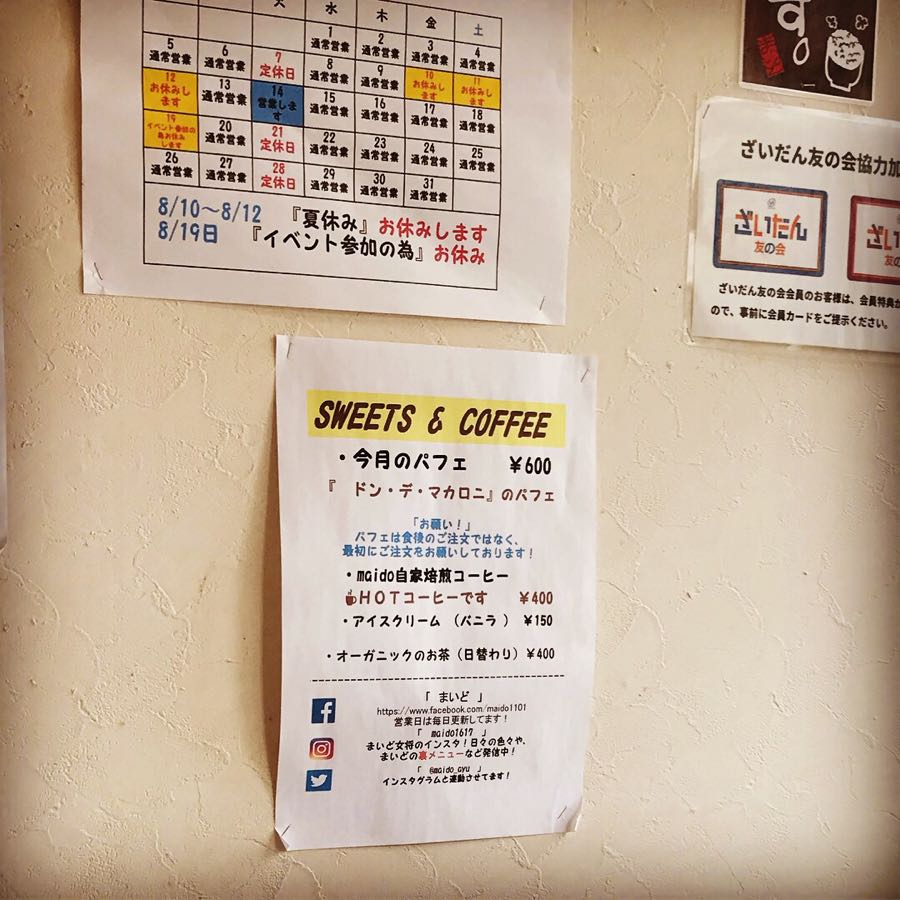 火 水 木 金 土
1 2 3 4
通常営業 通常営業 通常営業 通常営業
5 6 7 8 9 10 11
通常営業 通常営業 定休日 通常営業 通常営業 お休みします お休みします
12 13 14 15 16 17 18
お休みします 通常営業 営業します 通常営業 通常営業 通常営業 通常営業
19 20 21 22 23 24 25
イベント参加の為お休みします 通常営業 定休日 通常営業 通常営業 通常営業 通常営業
26 27 28 29 30 31
通常営業 通常営業 定休日 通常営業 通常営業 通常営業
8/10～8/12 『夏休み』お休みします
8/19日 『イベント参加の為』お休み
す。
ざいだん友の会協力加
ざいだん
友の会
ざい
友の
ざいだん友の会会員のお客様は、会員特典が
ので、事前に会員カードをご提示ください。
SWEETS & COFFEE
・今月のパフェ ￥600
『 ドン・デ・マカロニ』のパフェ
「お願い！」
パフェは食後のご注文ではなく、
最初にご注文をお願いしております！
・maido自家焙煎コーヒー
HOTコーヒーです ￥400
・アイスクリーム （バニラ ） ￥150
・オーガニックのお茶（日替わり）￥400
「 まいど 」
https://www.facebook.com/maido1101
営業日は毎日更新してます！
「 maido1617 」
まいど女将のインスタ！日々の色々や、
まいどの裏メニューなど発信中！
「 @maido_ayu 」
インスタグラムと連動させてます！